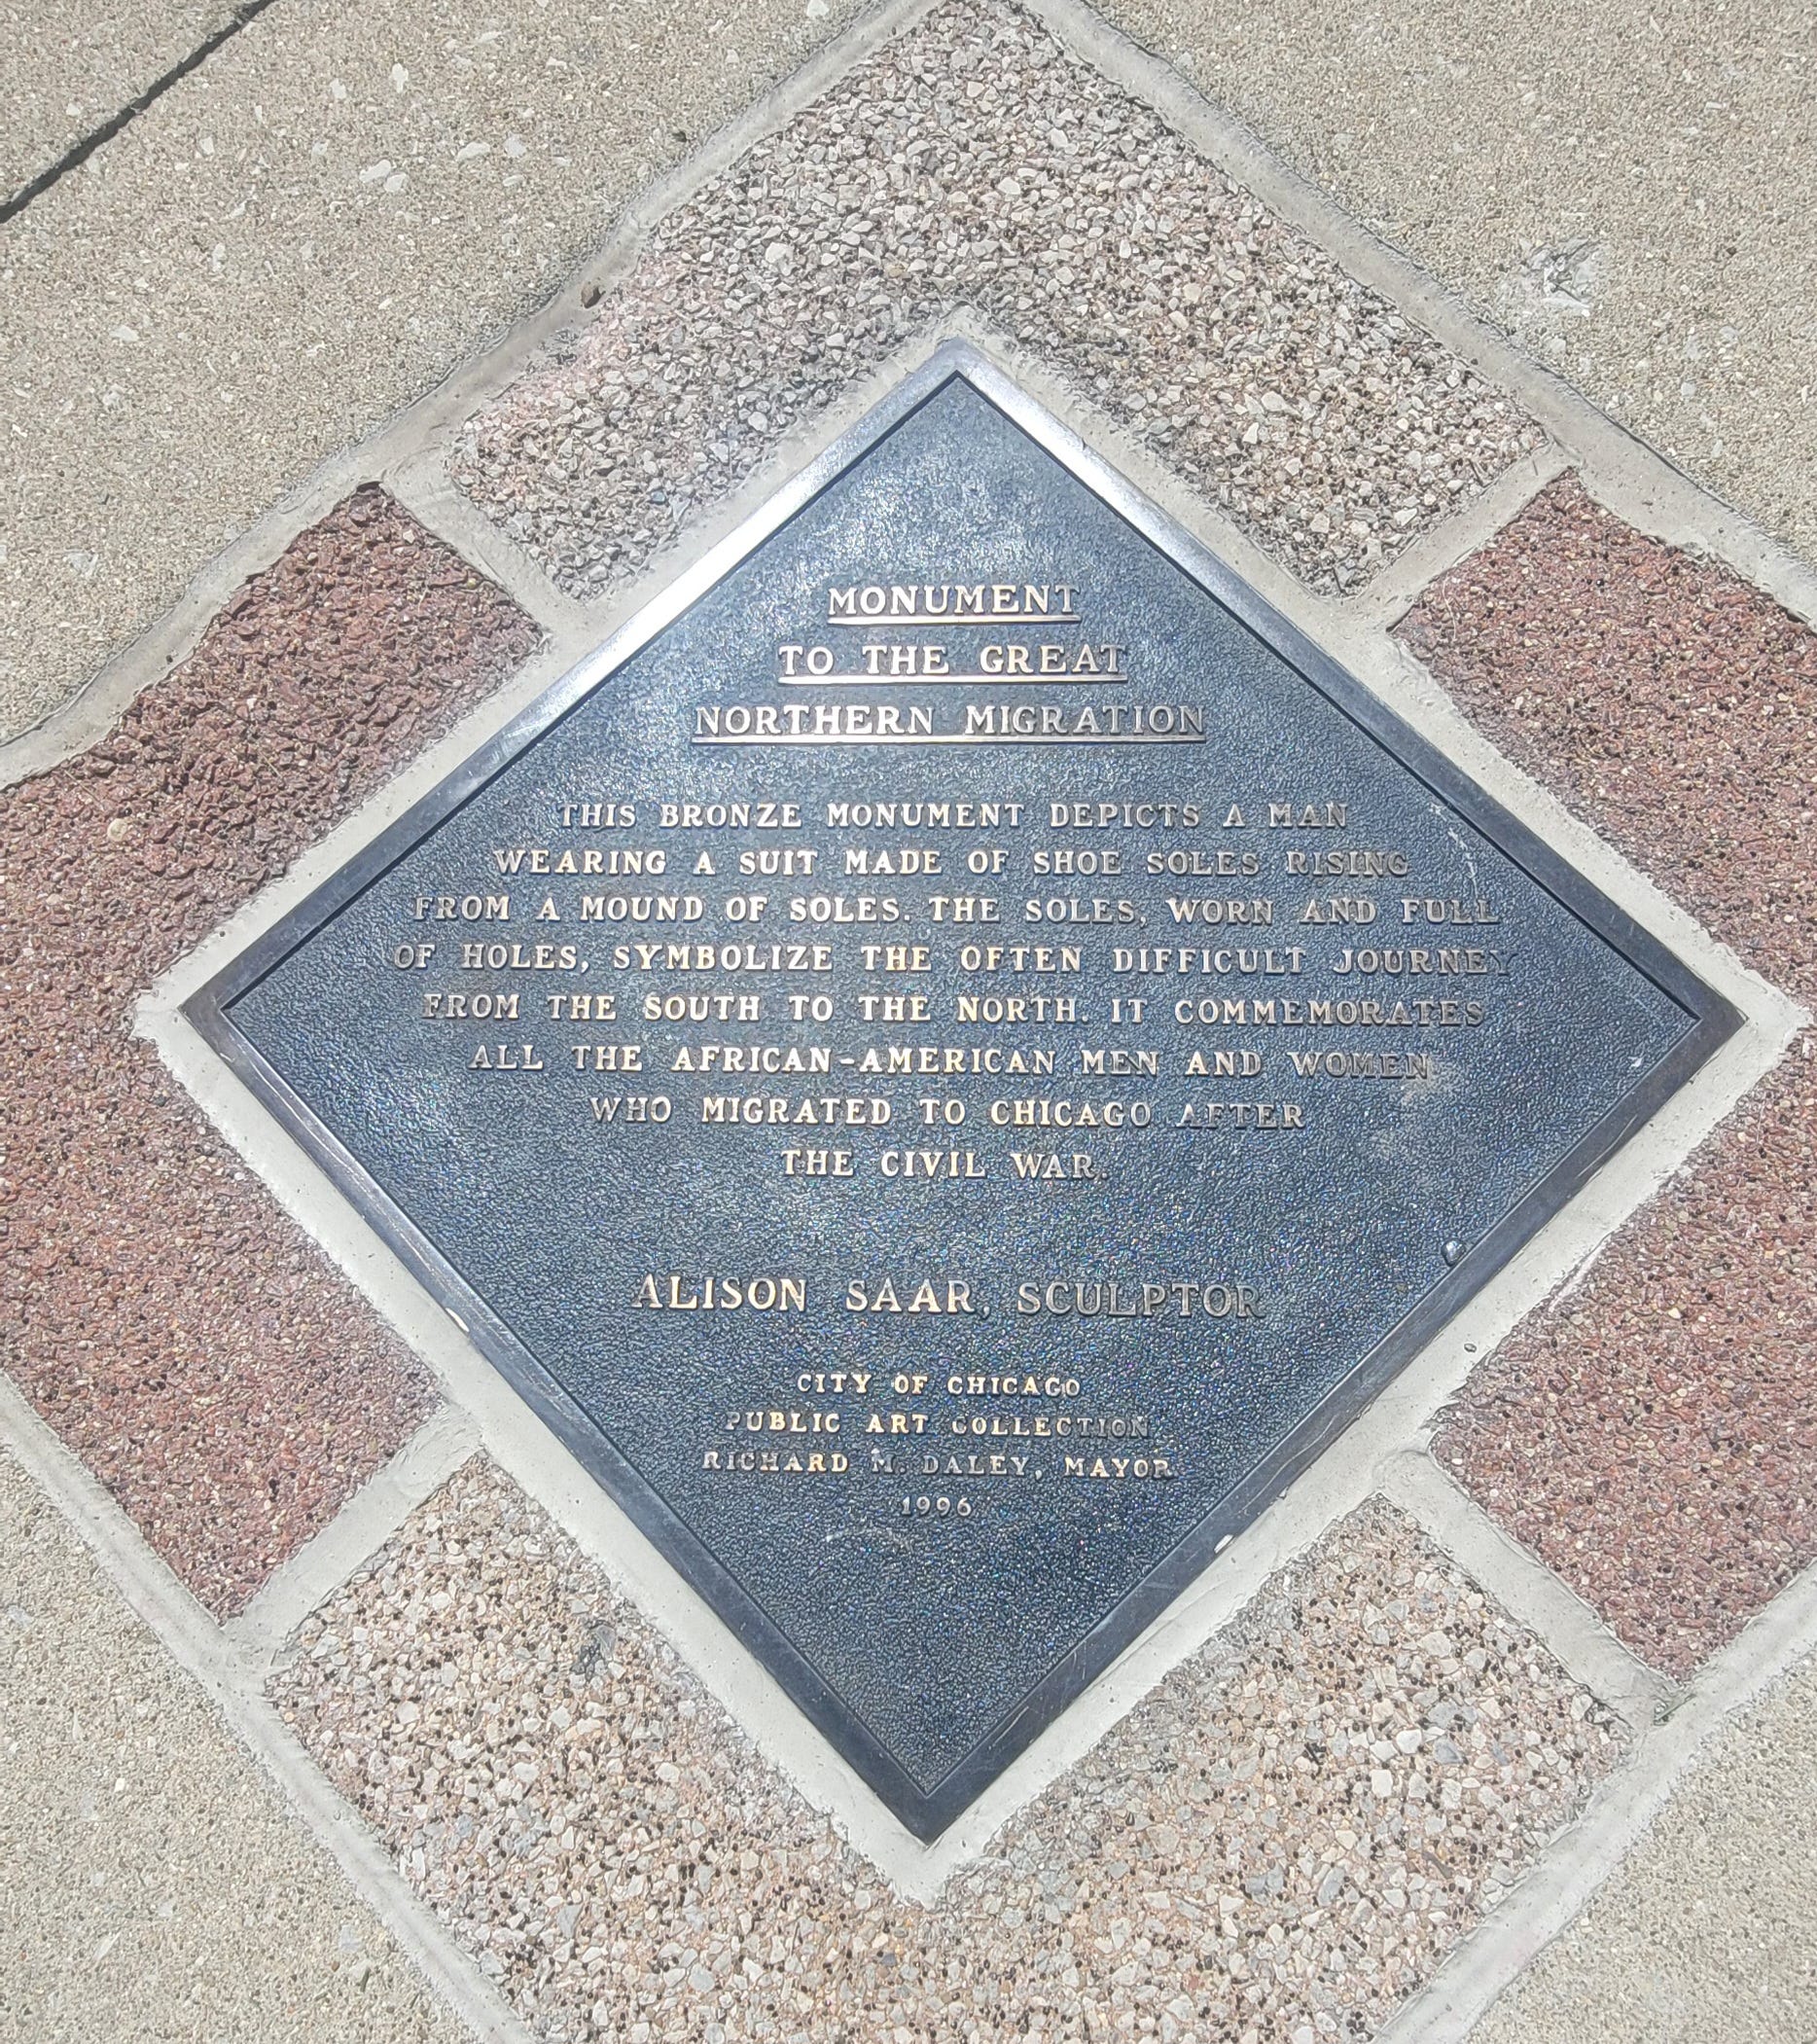 MONUMENT
TO THE GREAT
NORTHERN MIGRATION
THIS BRONZE MONUMENT DEPICTS A MAN
WEARING A SUIT MADE OF SHOE SOLES RISING
FROM A MOUND OF SOLES. THE SOLES, WORN AND FULL
OF HOLES, SYMBOLIZE THE OFTEN DIFFICULT JOURNEY
FROM THE SOUTH TO THE NORTH. IT COMMEMORATES
ALL THE AFRICAN-AMERICAN MEN AND WOMEN
WHO MIGRATED TO CHICAGO AFTER
THE CIVIL WAR.
ALISON SAAR, SCULPTOR
CITY OF CHICAGO
PUBLIC ART COLLECTION
RICHARD M. DALEY, MAYOR
1996